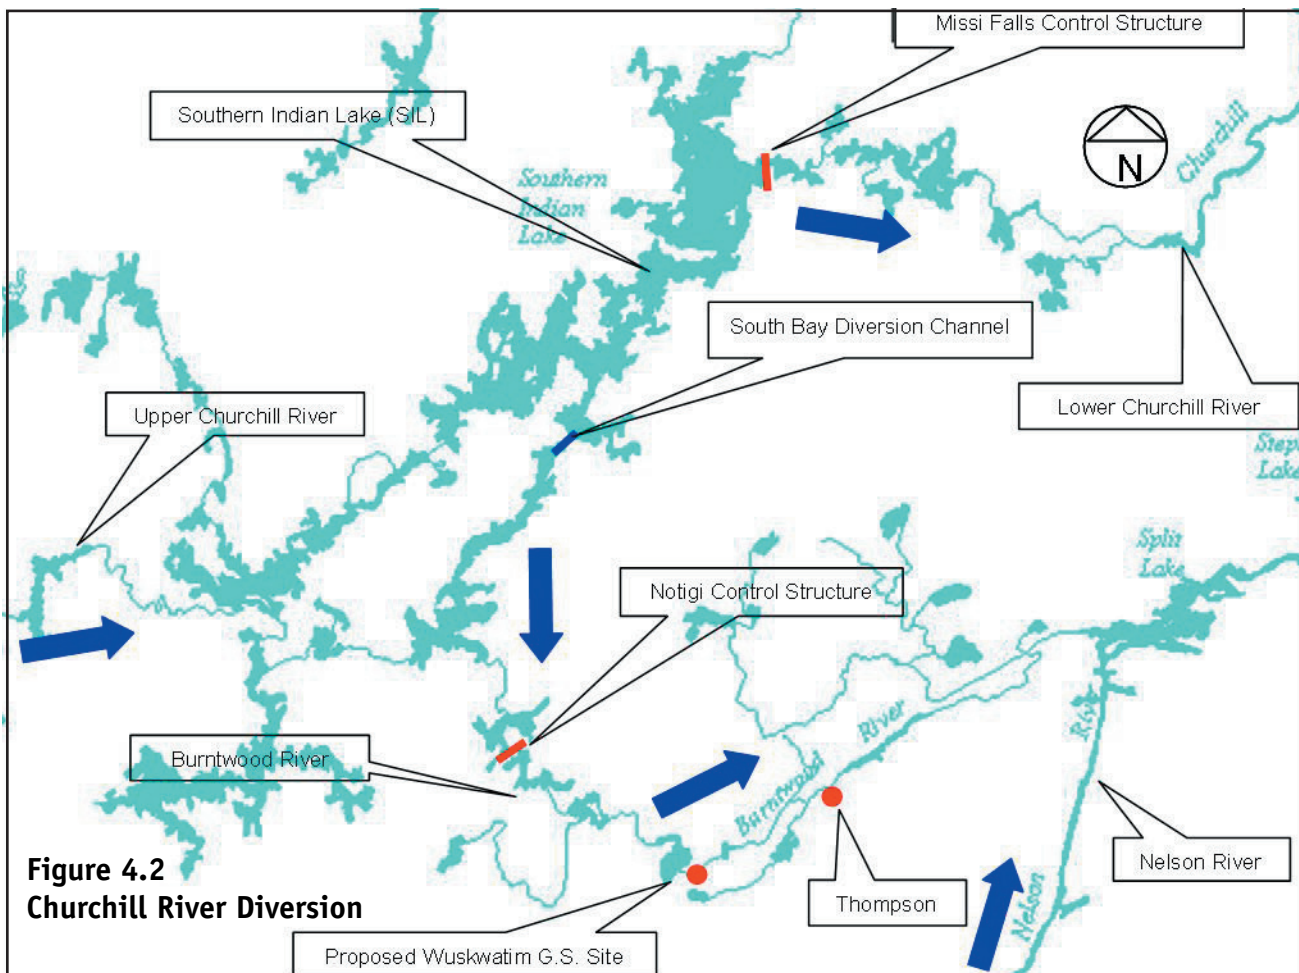 Missi Falls Control Structure
Southern Indian Lake (SIL)
Churchill
N
Southern
Indian
Lake
South Bay Diversion Channel
Upper Churchill River
Lower Churchill River
Lake
Split
Lake
Notigi Control Structure
River
River
Burntwood River
Burntwood
Nelson River
Figure 4.2
Churchill River Diversion
Thompson
Nelson
Proposed Wuskwatim G.S. Site